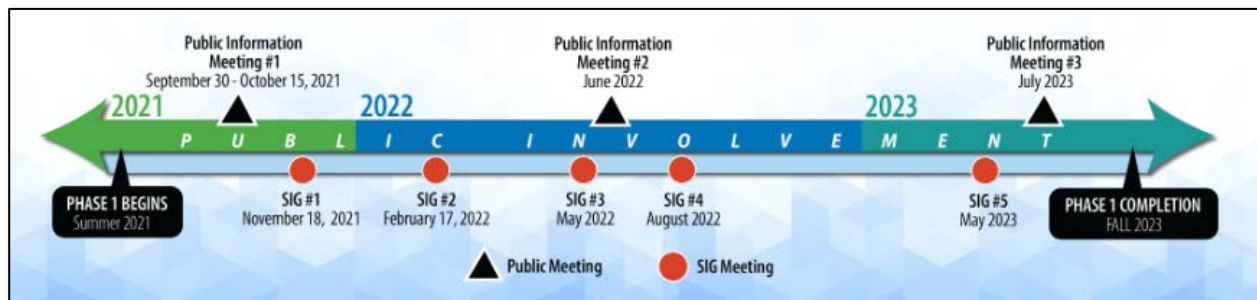 Public Information
Meeting #1
September 30 - October 15, 2021
Public Information
Meeting #2
June 2022
Public Information
Meeting #3
July 2023
2021
2022
2023
PUBLIC INVOLVEMENT
PHASE 1 BEGINS
Summer 2021
SIG #1
November 18, 2021
SIG #2
February 17, 2022
SIG #3
May 2022
SIG #4
August 2022
SIG #5
May 2023
PHASE 1 COMPLETION
FALL 2023
Public Meeting
SIG Meeting